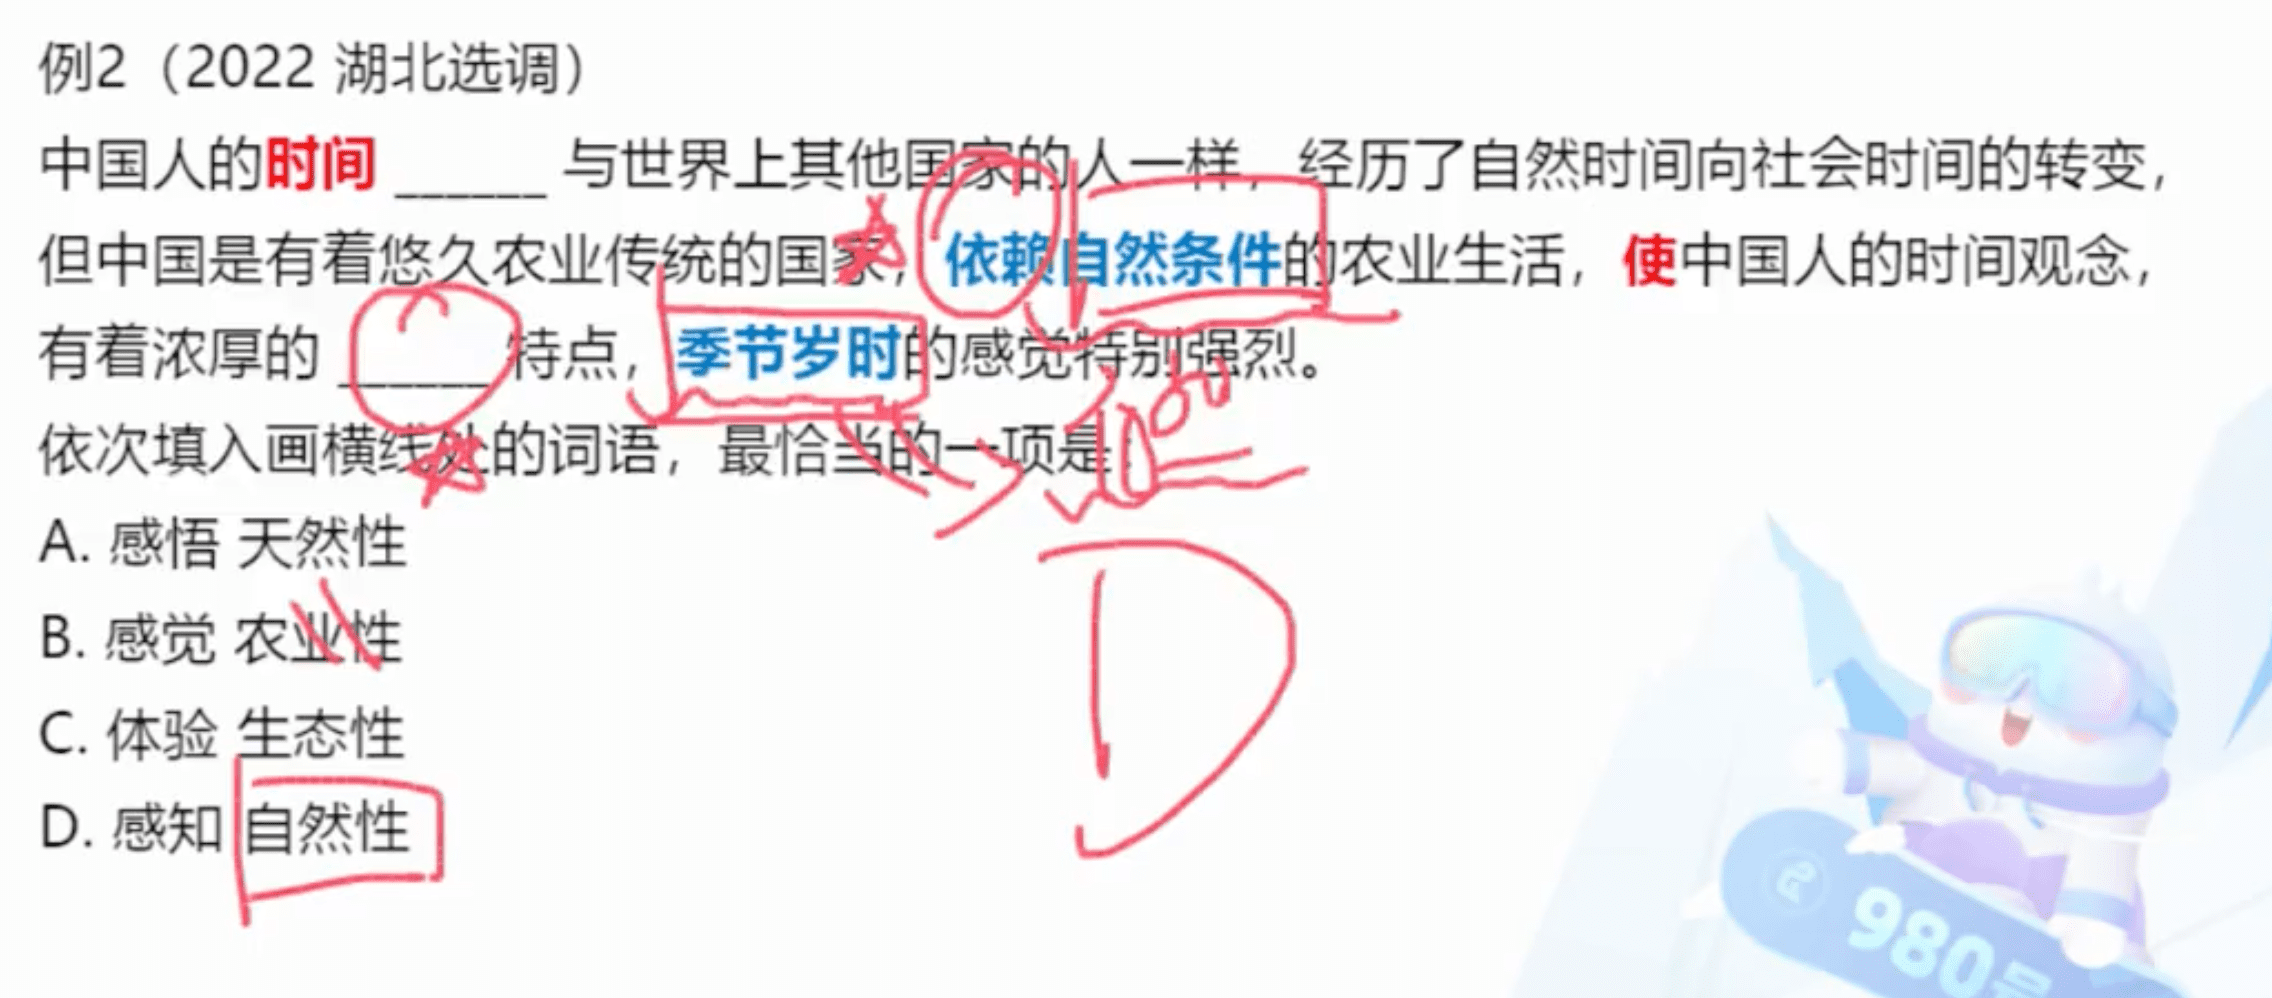 例2（2022 湖北选调）
中国人的时间 ______ 与世界上其他国家的人一样，经历了自然时间向社会时间的转变，
但中国是有着悠久农业传统的国家，依赖自然条件的农业生活，使中国人的时间观念，
有着浓厚的 ______ 特点，季节岁时的感觉特别强烈。
依次填入画横线处的词语，最恰当的一项是：
A. 感悟 天然性
B. 感觉 农业性
C. 体验 生态性
D. 感知 自然性
D
980号